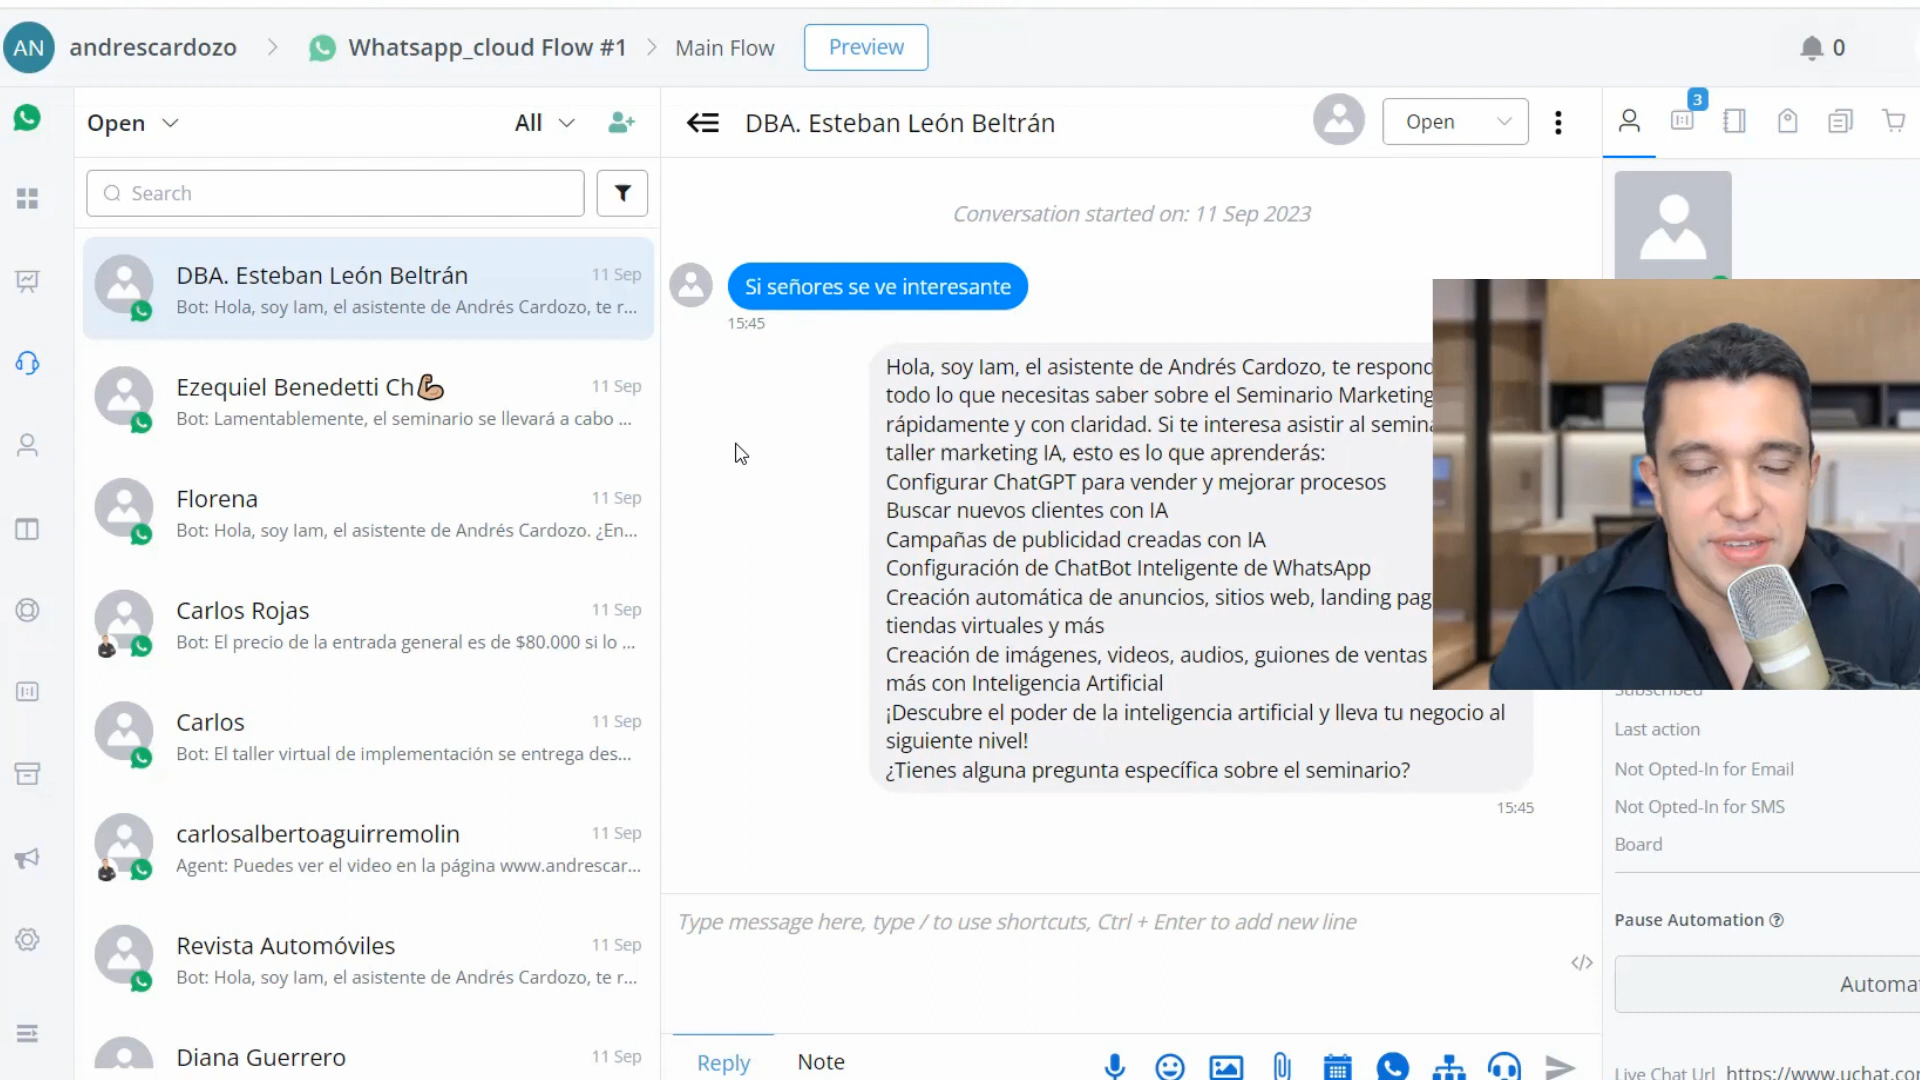 AN andrescardozo > Whatsapp_cloud Flow #1 > Main Flow Preview 0
Open All
Search
DBA. Esteban León Beltrán 11 Sep
Bot: Hola, soy Iam, el asistente de Andrés Cardozo, te r...
Ezequiel Benedetti Ch💪🏼 11 Sep
Bot: Lamentablemente, el seminario se llevará a cabo ...
Florena 11 Sep
Bot: Hola, soy Iam, el asistente de Andrés Cardozo. ¿En...
Carlos Rojas 11 Sep
Bot: El precio de la entrada general es de $80.000 si lo ...
Carlos 11 Sep
Bot: El taller virtual de implementación se entrega des...
carlosalbertoaguirremolin 11 Sep
Agent: Puedes ver el video en la página www.andrescar...
Revista Automóviles 11 Sep
Bot: Hola, soy Iam, el asistente de Andrés Cardozo, te r...
Diana Guerrero 11 Sep
DBA. Esteban León Beltrán Open
Conversation started on: 11 Sep 2023
Si señores se ve interesante
15:45
Hola, soy Iam, el asistente de Andrés Cardozo, te respond
todo lo que necesitas saber sobre el Seminario Marketing
rápidamente y con claridad. Si te interesa asistir al semina
taller marketing IA, esto es lo que aprenderás:
Configurar ChatGPT para vender y mejorar procesos
Buscar nuevos clientes con IA
Campañas de publicidad creadas con IA
Configuración de ChatBot Inteligente de WhatsApp
Creación automática de anuncios, sitios web, landing pag
tiendas virtuales y más
Creación de imágenes, videos, audios, guiones de ventas
más con Inteligencia Artificial
¡Descubre el poder de la inteligencia artificial y lleva tu negocio al
siguiente nivel!
¿Tienes alguna pregunta específica sobre el seminario?
15:45
Type message here, type / to use shortcuts, Ctrl + Enter to add new line
</>
Reply Note
3
Subscribed
Last action
Not Opted-In for Email
Not Opted-In for SMS
Board
Pause Automation
Automat
Live Chat Url https://www.uchat.co